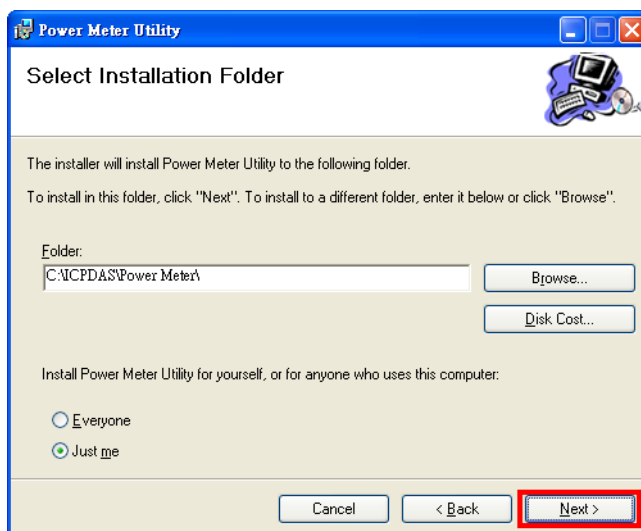 Power Meter Utility
Select Installation Folder
The installer will install Power Meter Utility to the following folder.
To install in this folder, click "Next". To install to a different folder, enter it below or click "Browse".
Folder:
C:\ICPDAS\Power Meter\
Browse...
Disk Cost...
Install Power Meter Utility for yourself, or for anyone who uses this computer:
Everyone
Just me
Cancel
< Back
Next >